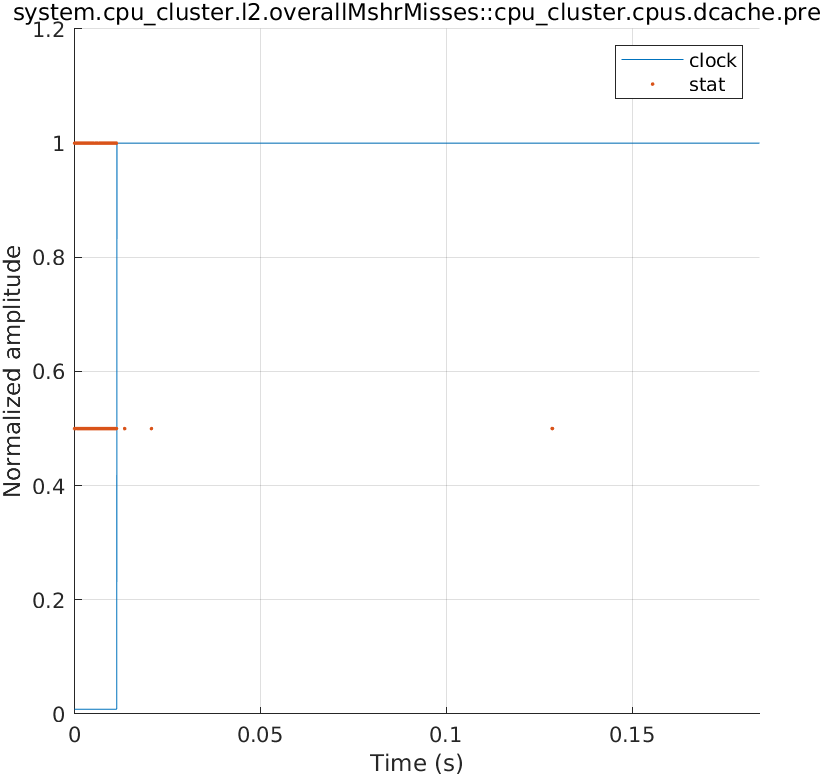 system.cpu_cluster.l2.overallMshrMisses::cpu_cluster.cpus.dcache.pre
1.2
1
0.8
0.6
0.4
0.2
0
Normalized amplitude
clock
stat
0 0.05 0.1 0.15
Time (s)